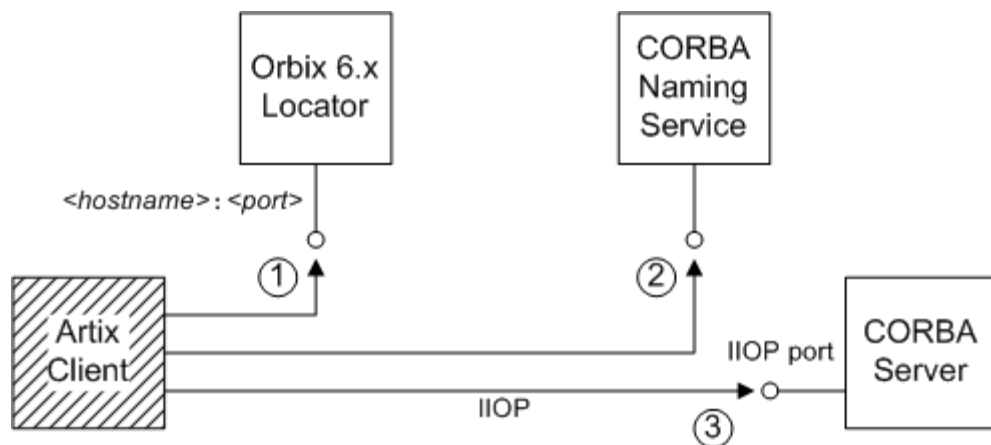 Orbix 6.x
Locator
CORBA
Naming
Service
<hostname>:<port>
1
2
Artix
Client
IIOP port
CORBA
Server
IIOP
3